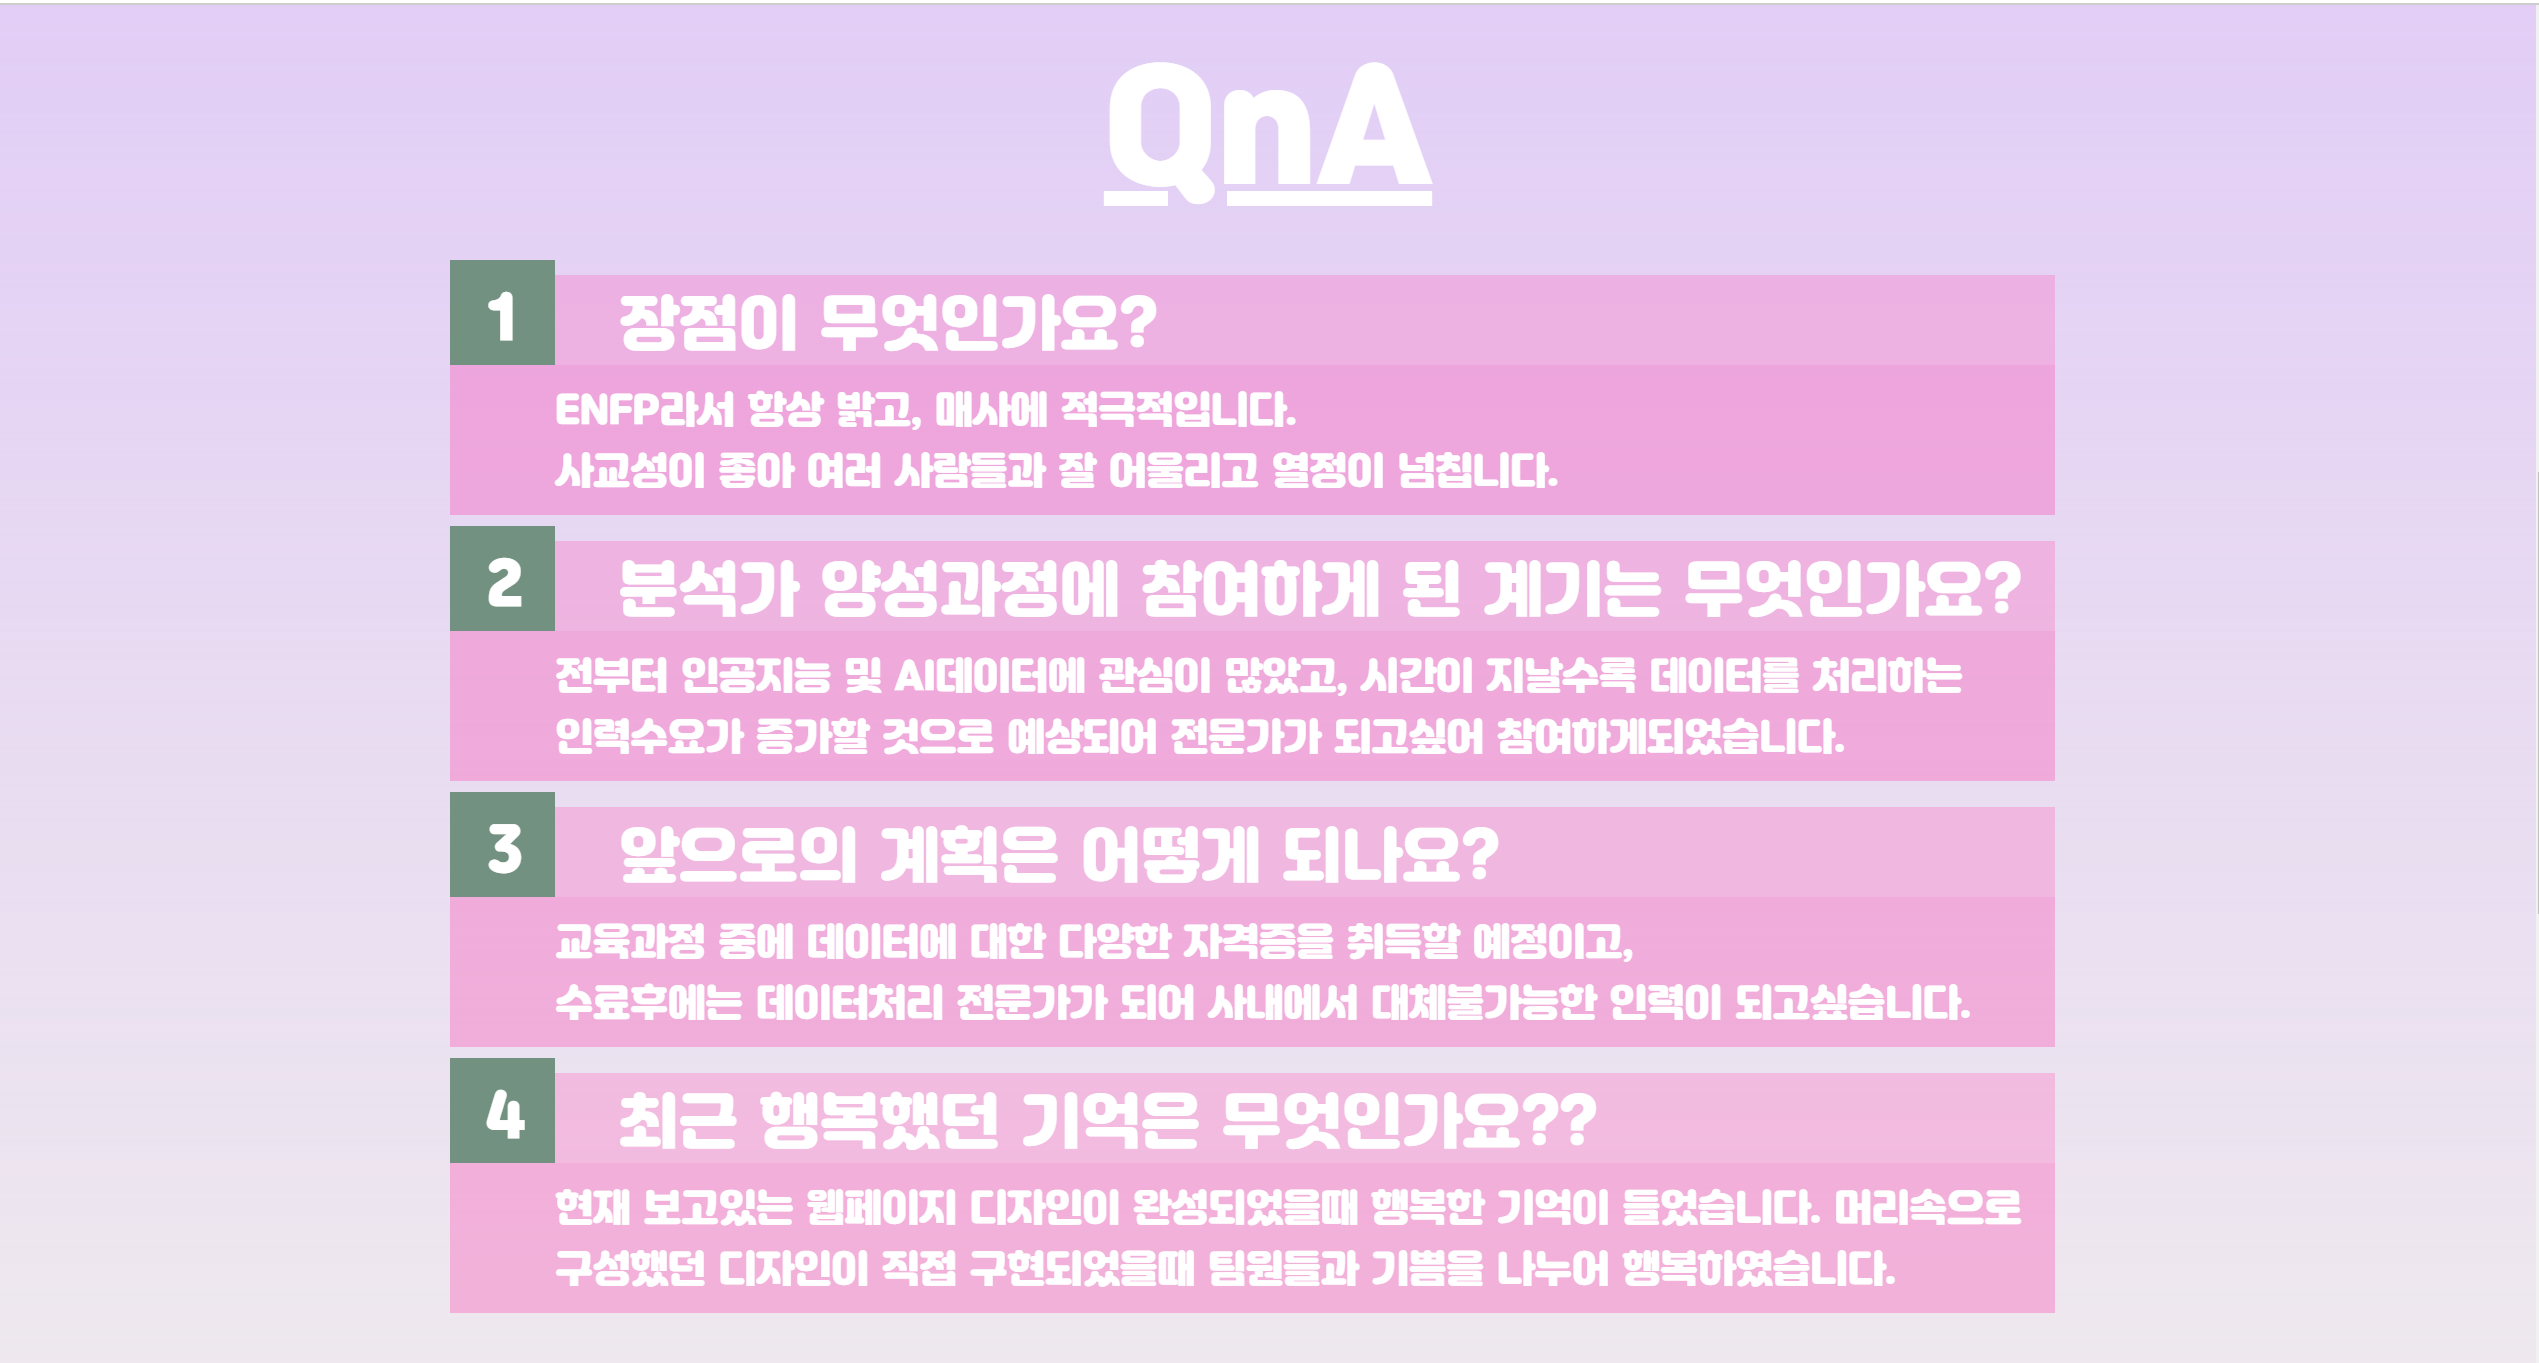 QnA
1
장점이 무엇인가요?
ENFP라서 항상 밝고, 매사에 적극적입니다.
사교성이 좋아 여러 사람들과 잘 어울리고 열정이 넘칩니다.
2
분석가 양성과정에 참여하게 된 계기는 무엇인가요?
전부터 인공지능 및 AI데이터에 관심이 많았고, 시간이 지날수록 데이터를 처리하는
인력수요가 증가할 것으로 예상되어 전문가가 되고싶어 참여하게되었습니다.
3
앞으로의 계획은 어떻게 되나요?
교육과정 중에 데이터에 대한 다양한 자격증을 취득할 예정이고,
수료후에는 데이터처리 전문가가 되어 사내에서 대체불가능한 인력이 되고싶습니다.
4
최근 행복했던 기억은 무엇인가요??
현재 보고있는 웹페이지 디자인이 완성되었을때 행복한 기억이 들었습니다. 머리속으로
구성했던 디자인이 직접 구현되었을때 팀원들과 기쁨을 나누어 행복하였습니다.